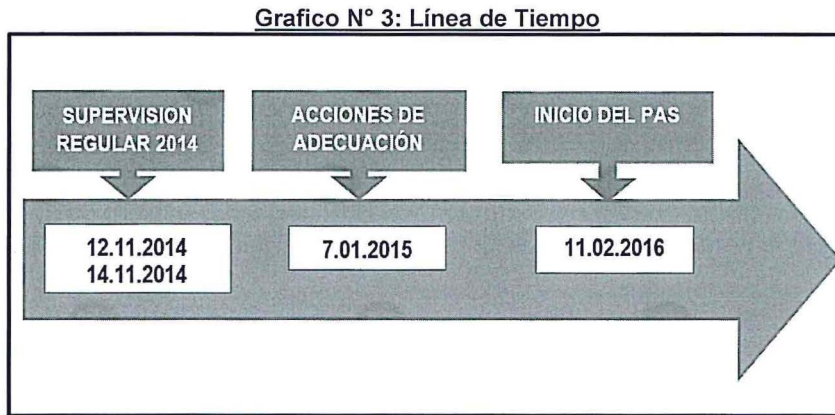 Grafico N° 3: Línea de Tiempo
SUPERVISION
REGULAR 2014
ACCIONES DE
ADECUACIÓN
INICIO DEL PAS
12.11.2014
14.11.2014
7.01.2015
11.02.2016